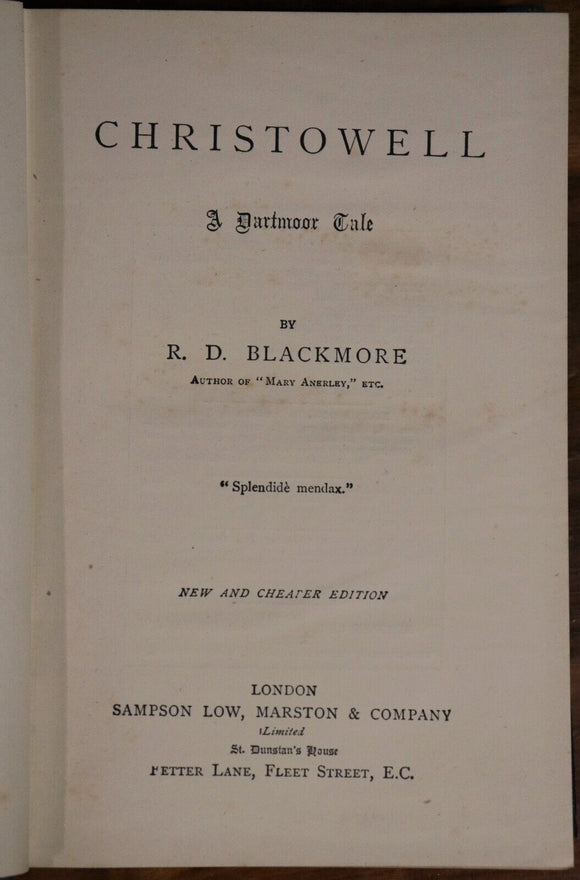 CHRISTOWELL
A Dartmoor Tale
BY
R. D. BLACKMORE
AUTHOR OF "MARY ANERLEY," ETC.
"Splendidè mendax."
NEW AND CHEAPER EDITION
LONDON
SAMPSON LOW, MARSTON & COMPANY
Limited
St. Dunstan's House
FETTER LANE, FLEET STREET, E.C.